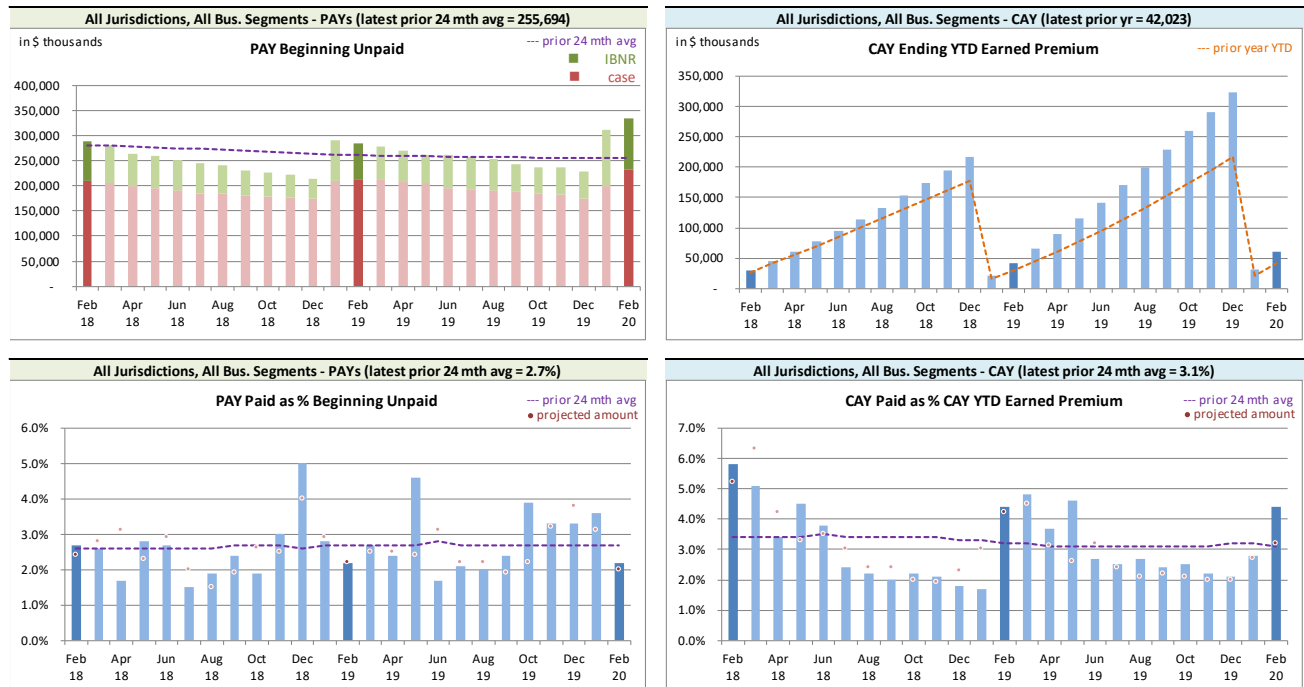 All Jurisdictions, All Bus. Segments - PAYs (latest prior 24 mth avg = 255,694)
in $ thousands
PAY Beginning Unpaid
--- prior 24 mth avg
IBNR
case
400,000
350,000
300,000
250,000
200,000
150,000
100,000
50,000
-
Feb Apr Jun Aug Oct Dec Feb Apr Jun Aug Oct Dec Feb
18 18 18 18 18 18 19 19 19 19 19 19 20
All Jurisdictions, All Bus. Segments - CAY (latest prior yr = 42,023)
in $ thousands
CAY Ending YTD Earned Premium
--- prior year YTD
350,000
300,000
250,000
200,000
150,000
100,000
50,000
-
Feb Apr Jun Aug Oct Dec Feb Apr Jun Aug Oct Dec Feb
18 18 18 18 18 18 19 19 19 19 19 19 20
All Jurisdictions, All Bus. Segments - PAYs (latest prior 24 mth avg = 2.7%)
PAY Paid as % Beginning Unpaid
--- prior 24 mth avg
• projected amount
6.0%
5.0%
4.0%
3.0%
2.0%
1.0%
0.0%
Feb Apr Jun Aug Oct Dec Feb Apr Jun Aug Oct Dec Feb
18 18 18 18 18 18 19 19 19 19 19 19 20
All Jurisdictions, All Bus. Segments - CAY (latest prior 24 mth avg = 3.1%)
CAY Paid as % CAY YTD Earned Premium
--- prior 24 mth avg
• projected amount
7.0%
6.0%
5.0%
4.0%
3.0%
2.0%
1.0%
0.0%
Feb Apr Jun Aug Oct Dec Feb Apr Jun Aug Oct Dec Feb
18 18 18 18 18 18 19 19 19 19 19 19 20